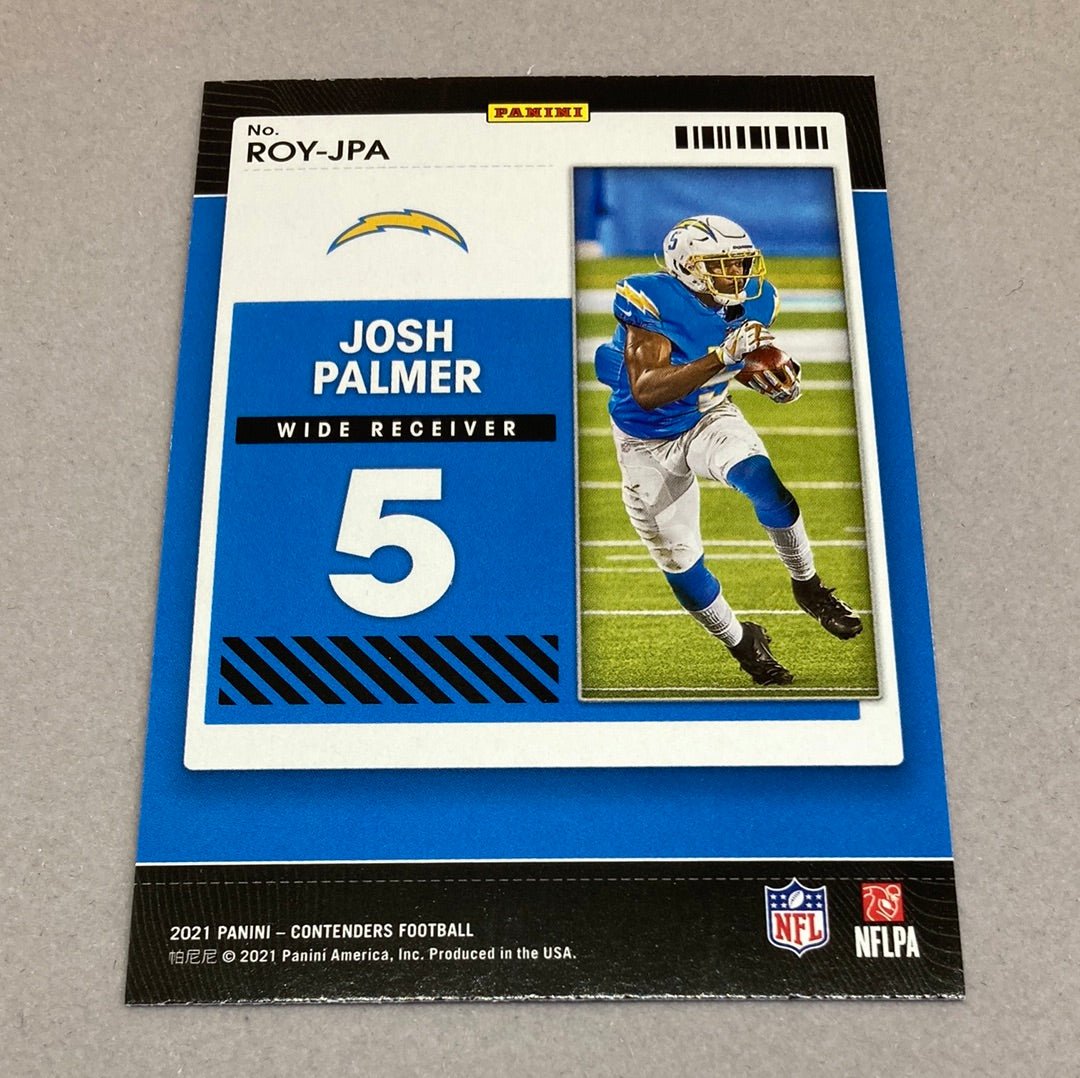 PANINI
No.
ROY-JPA
5
JOSH
PALMER
WIDE RECEIVER
5
2021 PANINI – CONTENDERS FOOTBALL
帕尼尼 © 2021 Panini America, Inc. Produced in the USA.
NFL
NFLPA